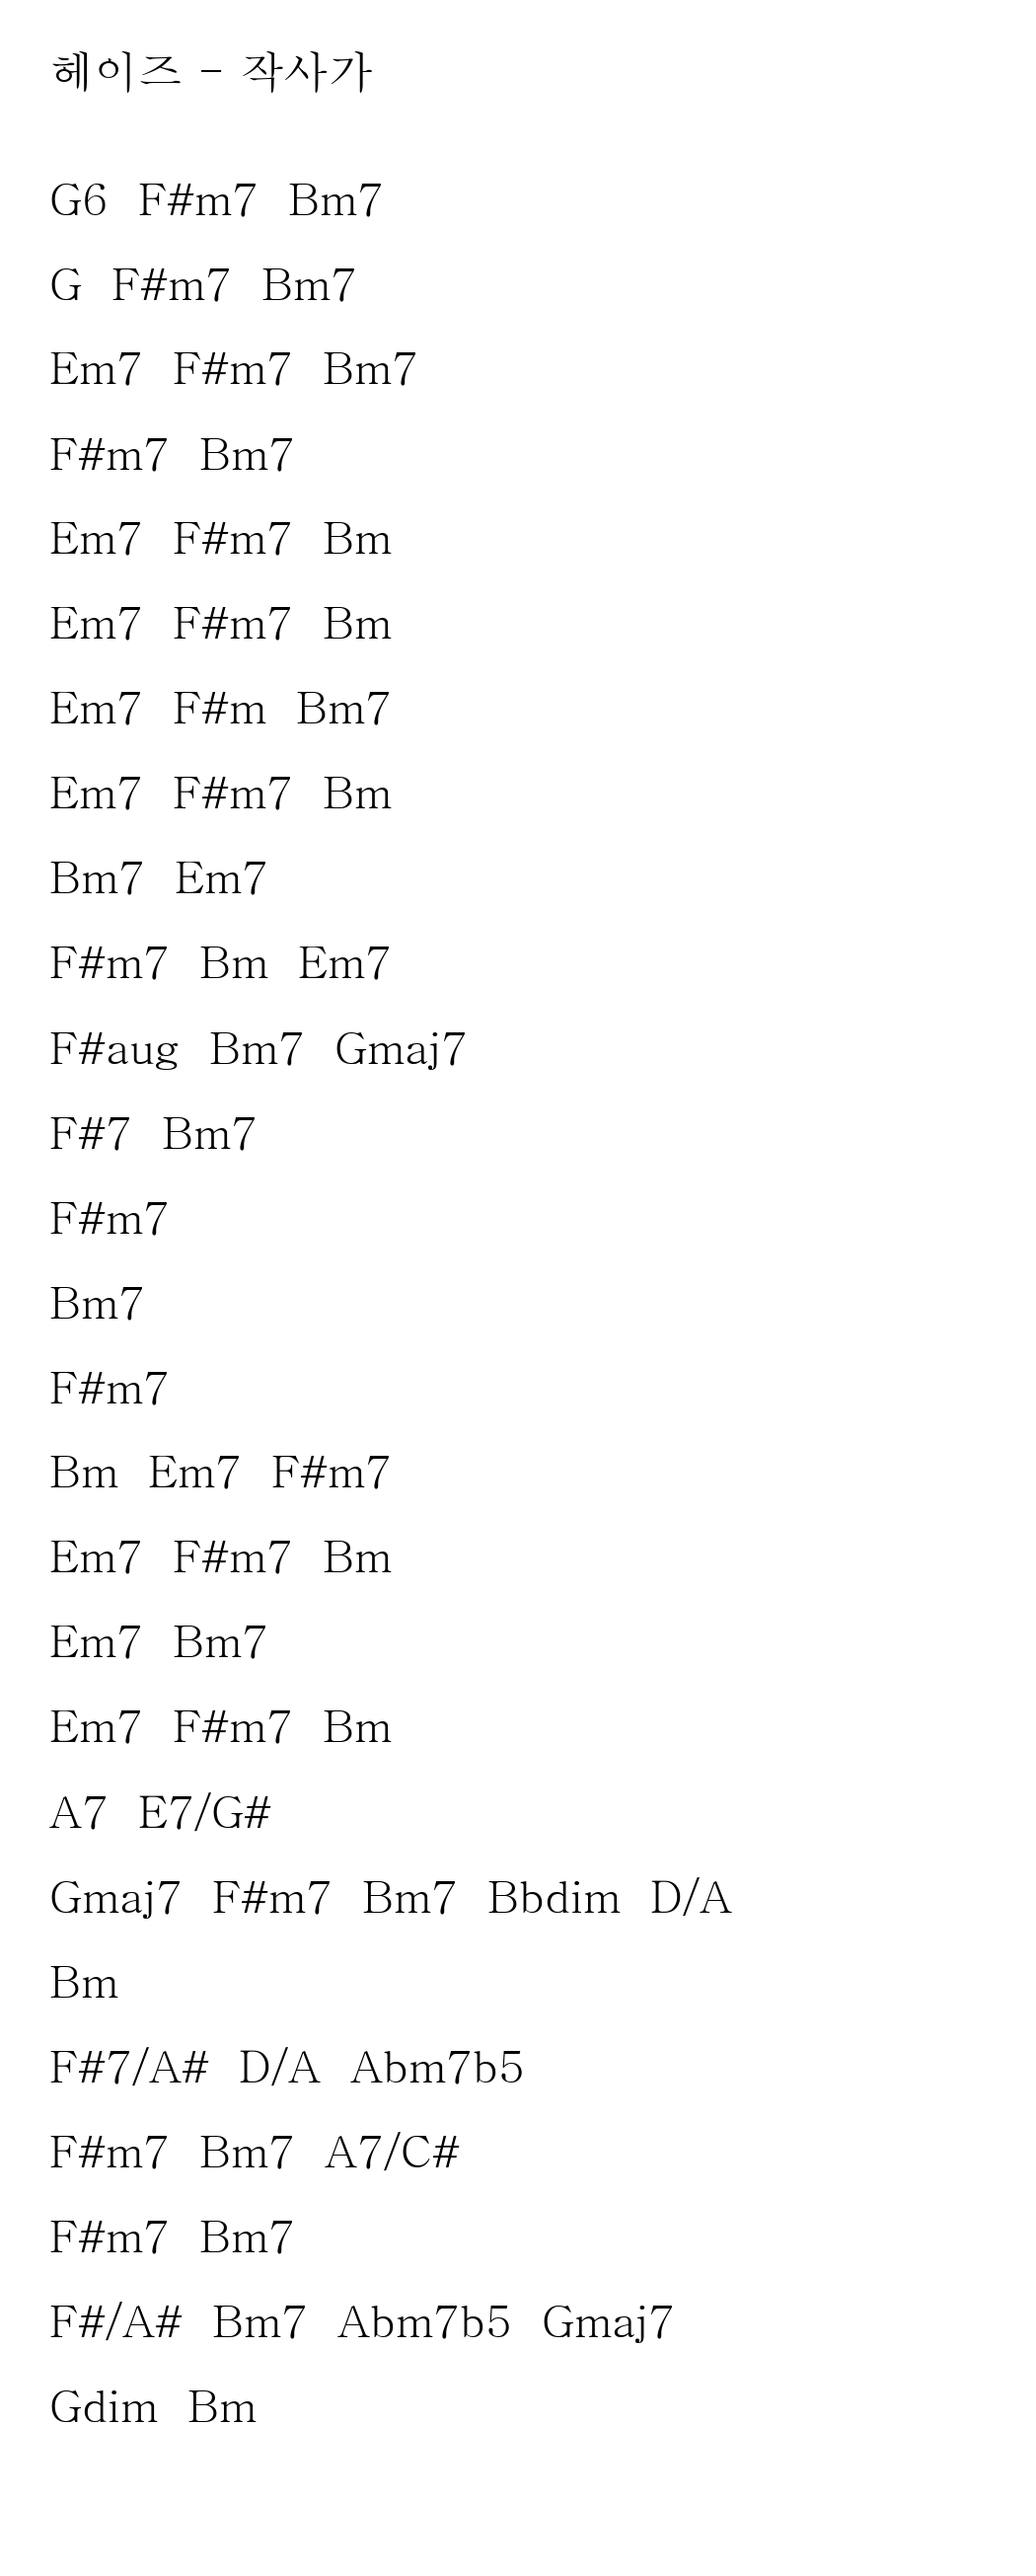 헤이즈 - 작사가
G6 F#m7 Bm7
G F#m7 Bm7
Em7 F#m7 Bm7
F#m7 Bm7
Em7 F#m7 Bm
Em7 F#m7 Bm
Em7 F#m Bm7
Em7 F#m7 Bm
Bm7 Em7
F#m7 Bm Em7
F#aug Bm7 Gmaj7
F#7 Bm7
F#m7
Bm7
F#m7
Bm Em7 F#m7
Em7 F#m7 Bm
Em7 Bm7
Em7 F#m7 Bm
A7 E7/G#
Gmaj7 F#m7 Bm7 Bbdim D/A
Bm
F#7/A# D/A Abm7b5
F#m7 Bm7 A7/C#
F#m7 Bm7
F#/A# Bm7 Abm7b5 Gmaj7
Gdim Bm